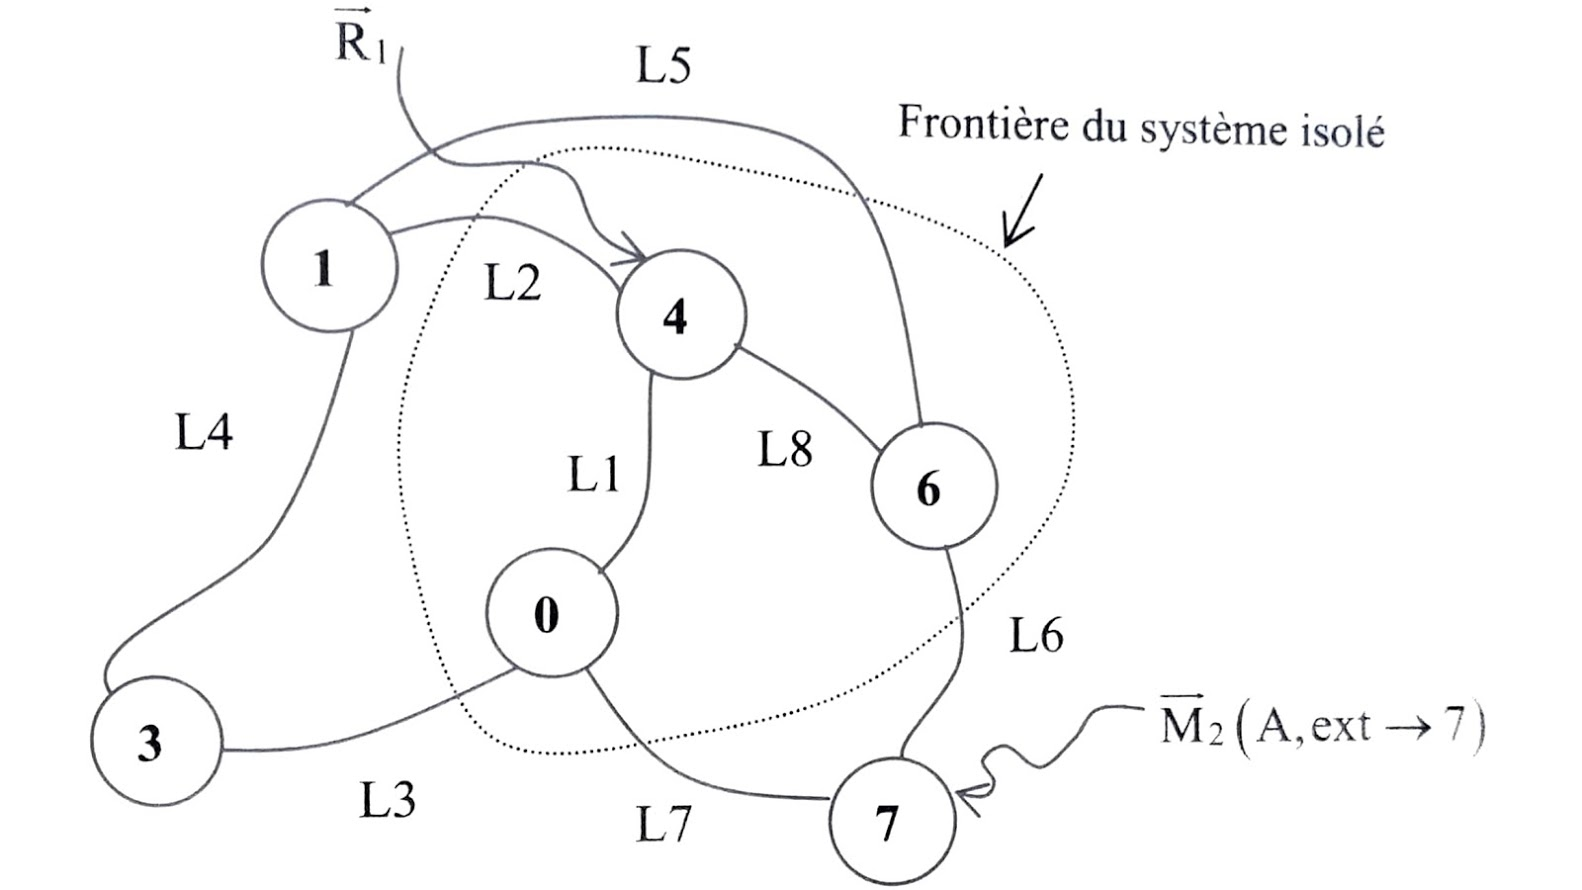 R⃗₁
L5
Frontière du système isolé
1
L2
4
L4
L8
L1
6
0
L6
M⃗₂(A,ext → 7)
3
L3
L7
7